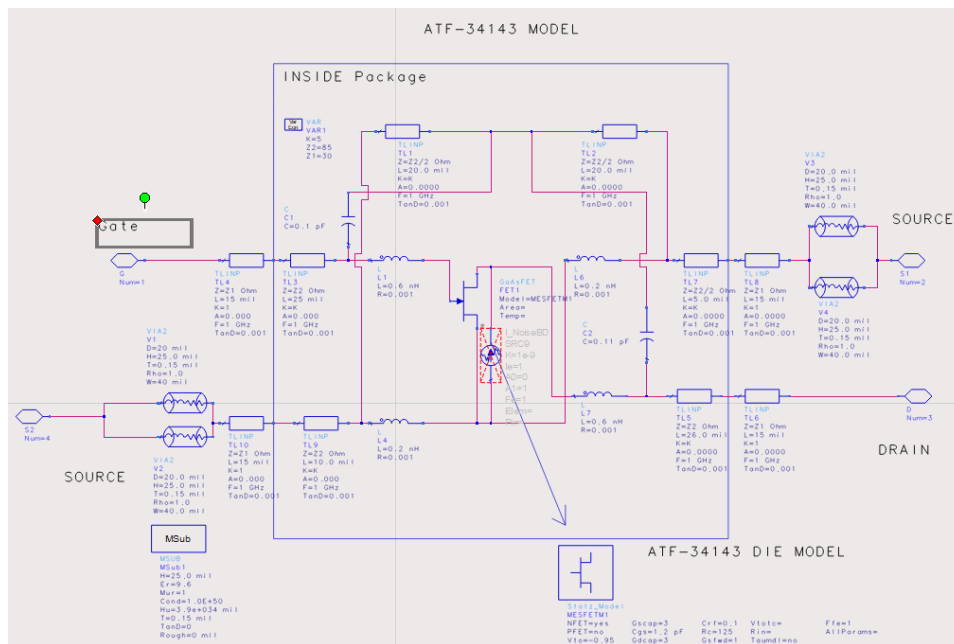 ATF-34143 MODEL
INSIDE Package
VAR
VAR1
K=5
Z2=85
Z1=30
TLINP
TL1
Z=Z2/2 Ohm
L=20.0 mil
K=K
A=0.0000
F=1 GHz
TanD=0.001
TLINP
TL2
Z=Z2/2 Ohm
L=20.0 mil
K=K
A=0.0000
F=1 GHz
TanD=0.001
VIA2
V3
D=20.0 mil
H=25.0 mil
T=0.15 mil
Rho=1.0
W=40.0 mil
SOURCE
C
C1
C=0.1 pF
Gate
G
Num=1
TLINP
TL4
Z=Z1 Ohm
L=15 mil
K=1
A=0.000
F=1 GHz
TanD=0.001
TLINP
TL3
Z=Z2 Ohm
L=25 mil
K=K
A=0.000
F=1 GHz
TanD=0.001
L
L1
L=0.6 nH
R=0.001
GaAsFET
FET1
Model=MESFETM1
Area=
Temp=
I_NoiseBD
SRC9
K=1e-9
Ie=1
A0=0
A1=1
L
L6
L=0.2 nH
R=0.001
C
C2
C=0.11 pF
TLINP
TL7
Z=Z2/2 Ohm
L=5.0 mil
K=K
A=0.0000
F=1 GHz
TanD=0.001
TLINP
TL8
Z=Z1 Ohm
L=15 mil
K=1
A=0.0000
F=1 GHz
TanD=0.001
VIA2
V4
D=20.0 mil
H=25.0 mil
T=0.15 mil
Rho=1.0
W=40.0 mil
S1
Num=2
VIA2
V1
D=20 mil
H=25.0 mil
T=0.15 mil
Rho=1.0
W=40 mil
S2
Num=4
SOURCE
VIA2
V2
D=20.0 mil
H=25.0 mil
T=0.15 mil
Rho=1.0
W=40.0 mil
TLINP
TL10
Z=Z1 Ohm
L=15 mil
K=1
A=0.000
F=1 GHz
TanD=0.001
TLINP
TL9
Z=Z2 Ohm
L=10.0 mil
K=K
A=0.000
F=1 GHz
TanD=0.001
L
L4
L=0.2 nH
R=0.001
L
L7
L=0.6 nH
R=0.001
TLINP
TL5
Z=Z2 Ohm
L=26.0 mil
K=K
A=0.0000
F=1 GHz
TanD=0.001
TLINP
TL6
Z=Z1 Ohm
L=15 mil
K=1
A=0.0000
F=1 GHz
TanD=0.001
D
Num=3
DRAIN
MSub
MSUB
MSub1
H=25.0 mil
Er=9.6
Mur=1
Cond=1.0E+50
Hu=3.9e+034 mil
T=0.15 mil
TanD=0
Rough=0 mil
ATF-34143 DIE MODEL
Statz_Model
MESFETM1
NFET=yes Gscap=3 Crf=0.1 Vtotc= Ffe=1
PFET=no Cgs=1.2 pF Rc=125 Rin= AllParams=
Vto=-0.95 Gdcap=3 Gsfwd=1 Taumdl=no